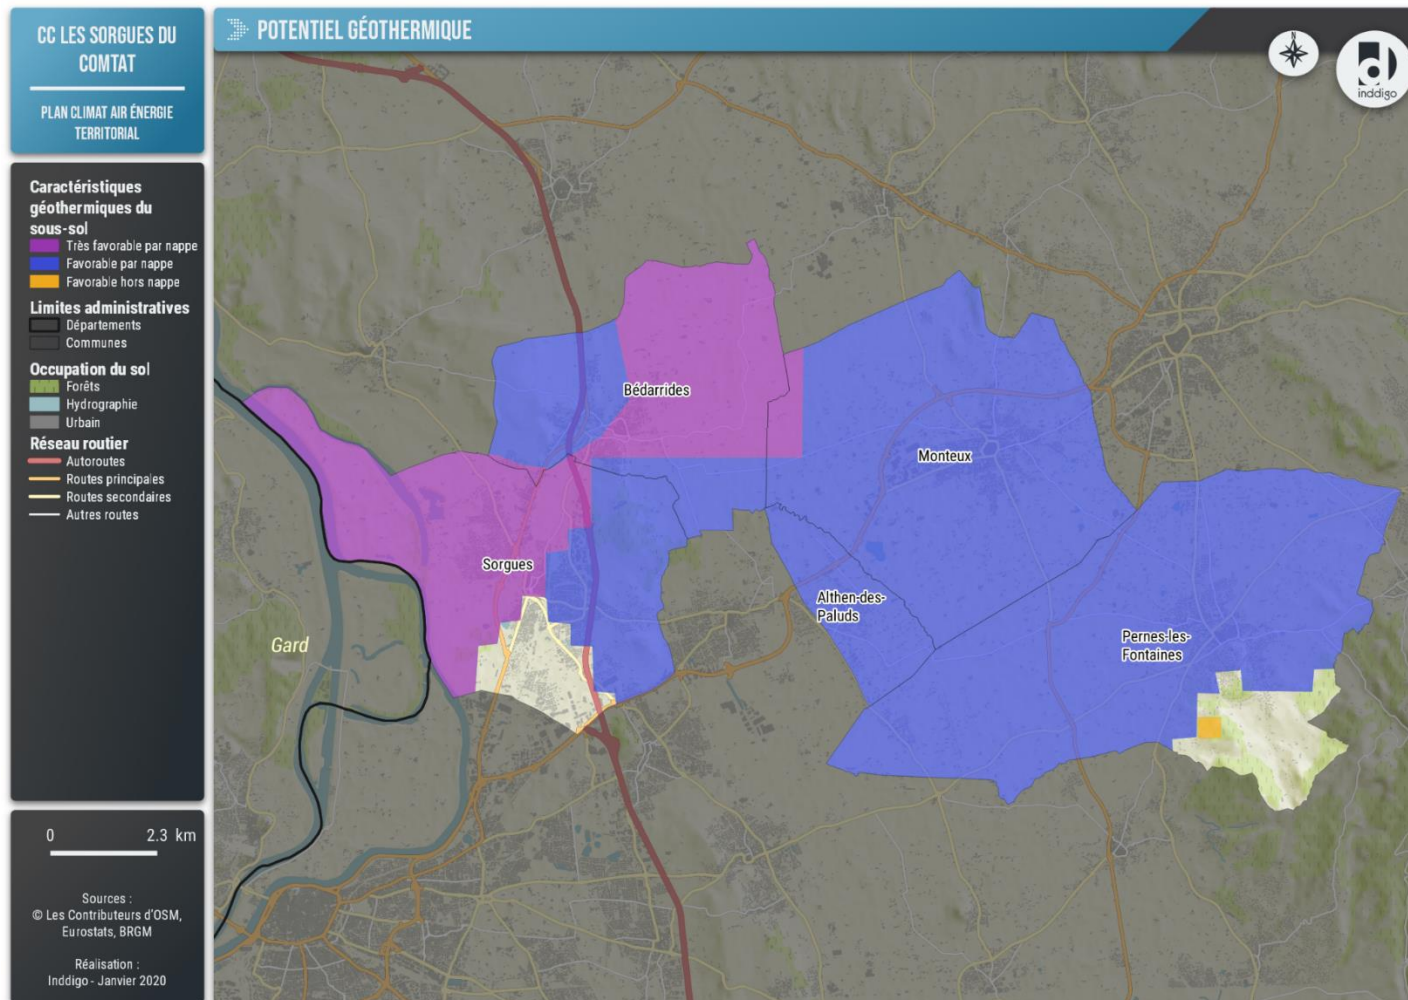 CC LES SORGUES DU
COMTAT
PLAN CLIMAT AIR ÉNERGIE
TERRITORIAL
POTENTIEL GÉOTHERMIQUE
N
inddigo
Caractéristiques
géothermiques du
sous-sol
Très favorable par nappe
Favorable par nappe
Favorable hors nappe
Limites administratives
Départements
Communes
Occupation du sol
Forêts
Hydrographie
Urbain
Réseau routier
Autoroutes
Routes principales
Routes secondaires
Autres routes
Bédarrides
Monteux
Sorgues
Althen-des-
Paluds
Pernes-les-
Fontaines
Gard
0 2.3 km
Sources :
© Les Contributeurs d'OSM,
Eurostats, BRGM
Réalisation :
Inddigo - Janvier 2020